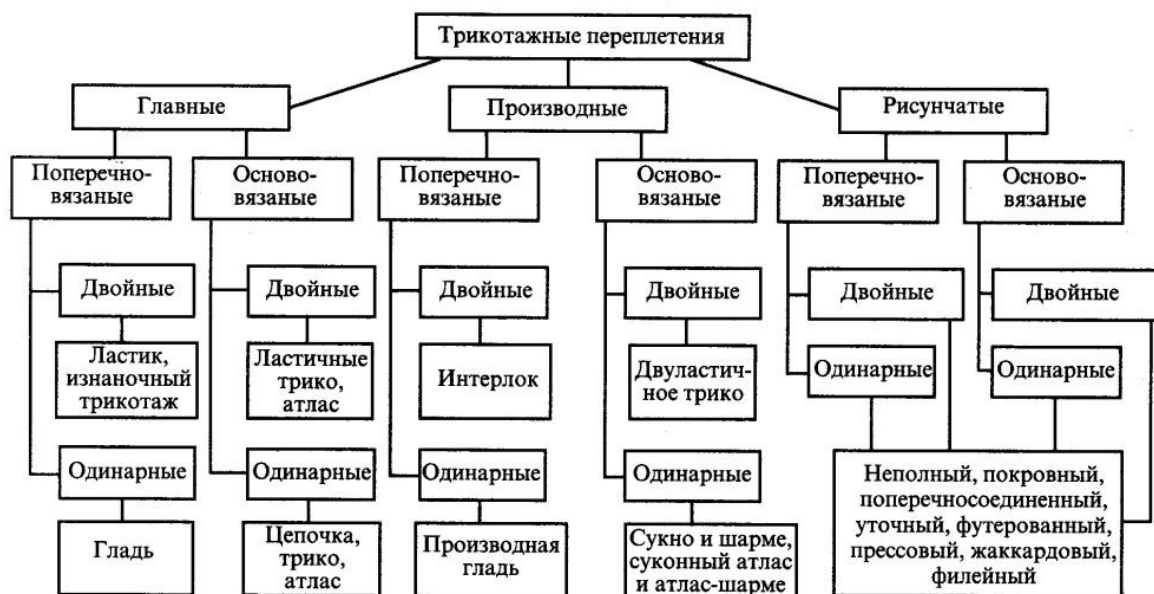 Трикотажные переплетения
Главные
Производные
Рисунчатые
Поперечно-
вязаные
Осново-
вязаные
Поперечно-
вязаные
Осново-
вязаные
Поперечно-
вязаные
Осново-
вязаные
Двойные
Двойные
Двойные
Двойные
Двойные
Двойные
Ластик,
изнаночный
трикотаж
Ластичные
трико,
атлас
Интерлок
Двуластич-
ное трико
Одинарные
Одинарные
Одинарные
Одинарные
Одинарные
Одинарные
Гладь
Цепочка,
трико,
атлас
Производная
гладь
Сукно и шарме,
суконный атлас
и атлас-шарме
Неполный, покровный,
поперечносоединенный,
уточный, футерованный,
прессовый, жаккардовый,
филейный